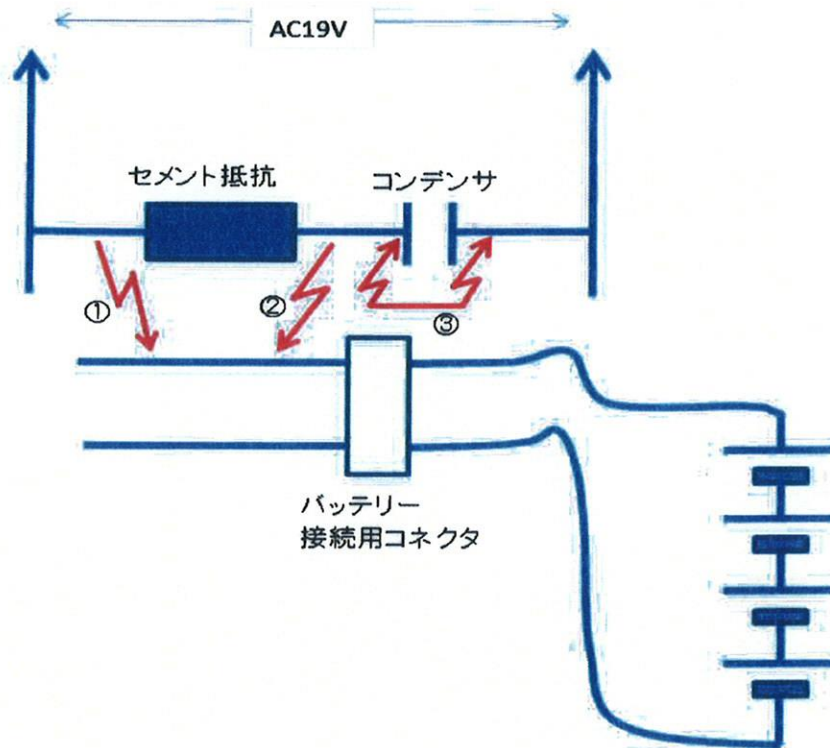 AC19V
セメント抵抗
コンデンサ
①
②
③
バッテリー
接続用コネクタ